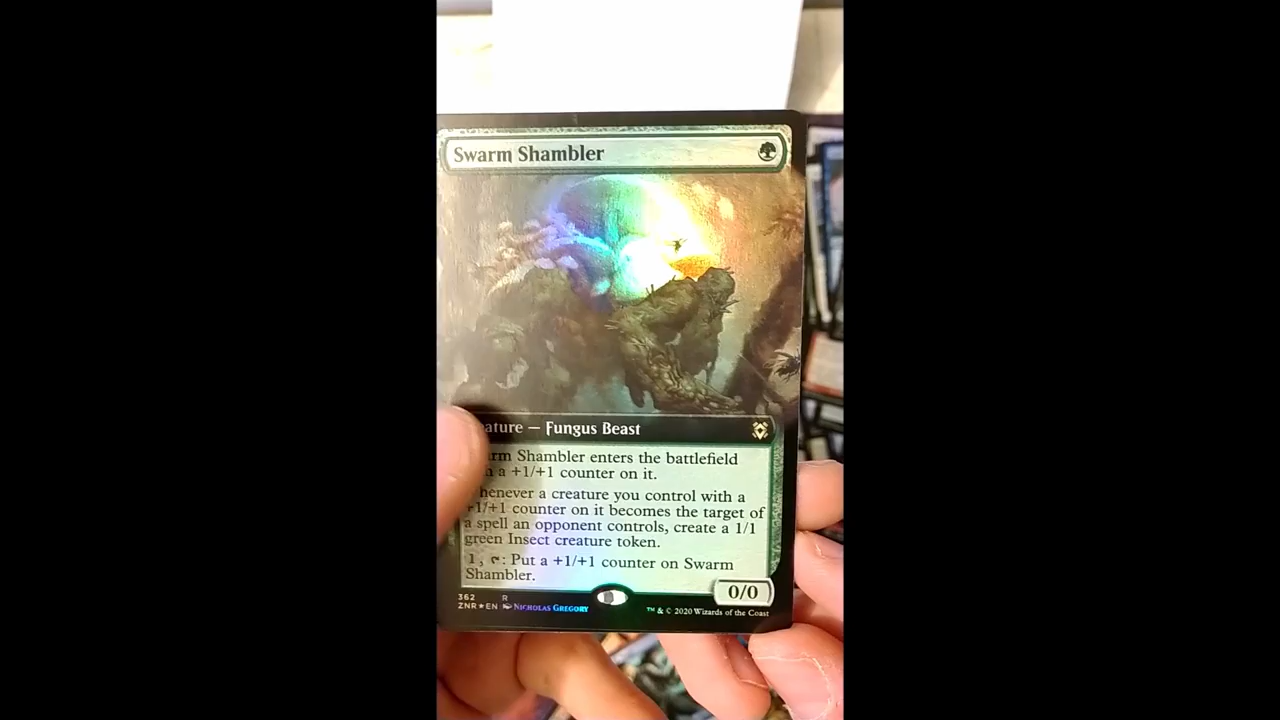 Swarm Shambler
ature — Fungus Beast
rm Shambler enters the battlefield
a +1/+1 counter on it.
henever a creature you control with a
+1/+1 counter on it becomes the target of
a spell an opponent controls, create a 1/1
green Insect creature token.
1, T: Put a +1/+1 counter on Swarm
Shambler.
0/0
362 R
ZNR★EN Nicholas Gregory
™ & © 2020 Wizards of the Coast